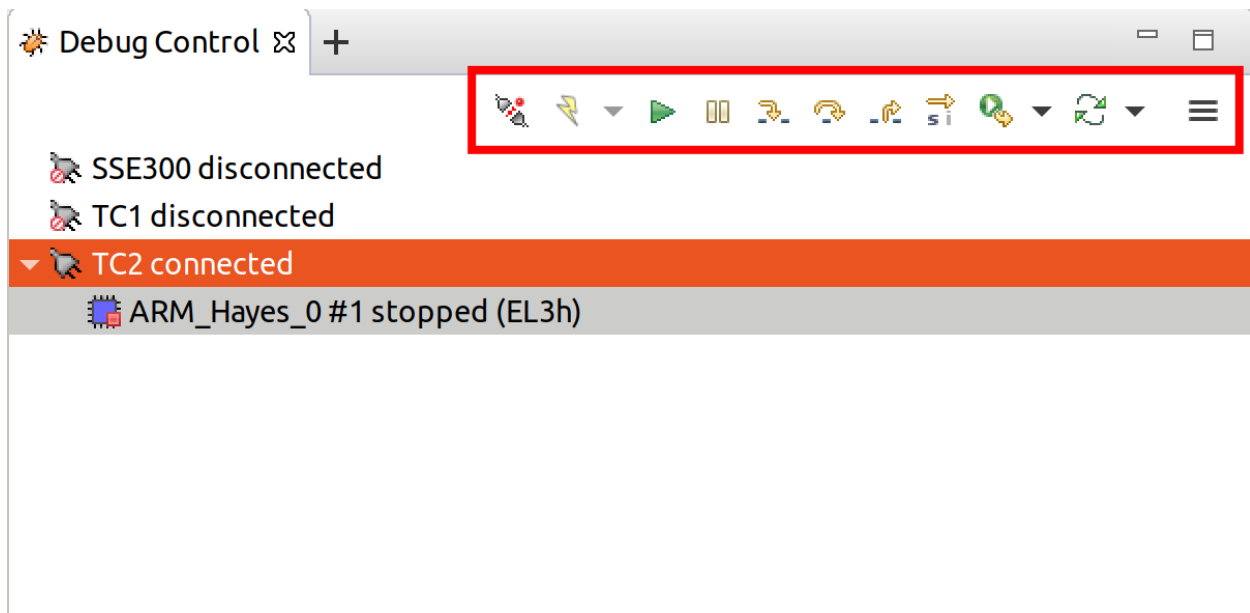 Debug Control
s i
SSE300 disconnected
TC1 disconnected
TC2 connected
ARM_Hayes_0 #1 stopped (EL3h)